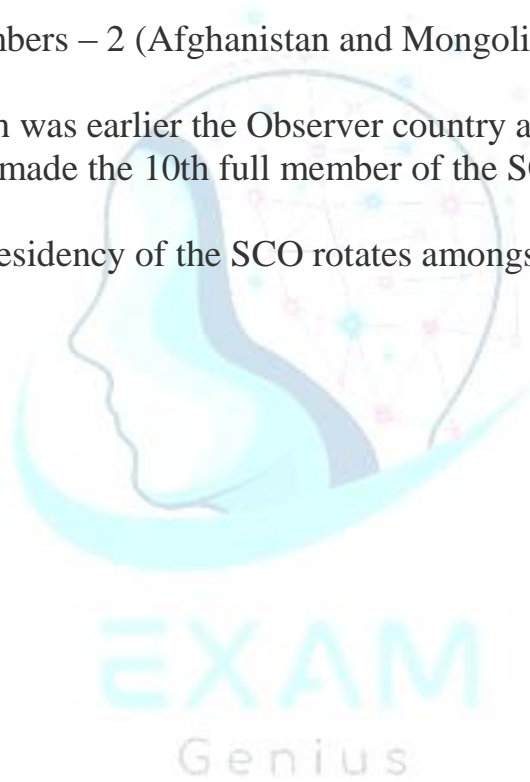 nbers – 2 (Afghanistan and Mongoli
n was earlier the Observer country a
made the 10th full member of the S
esidency of the SCO rotates amongs
EXAM
Genius